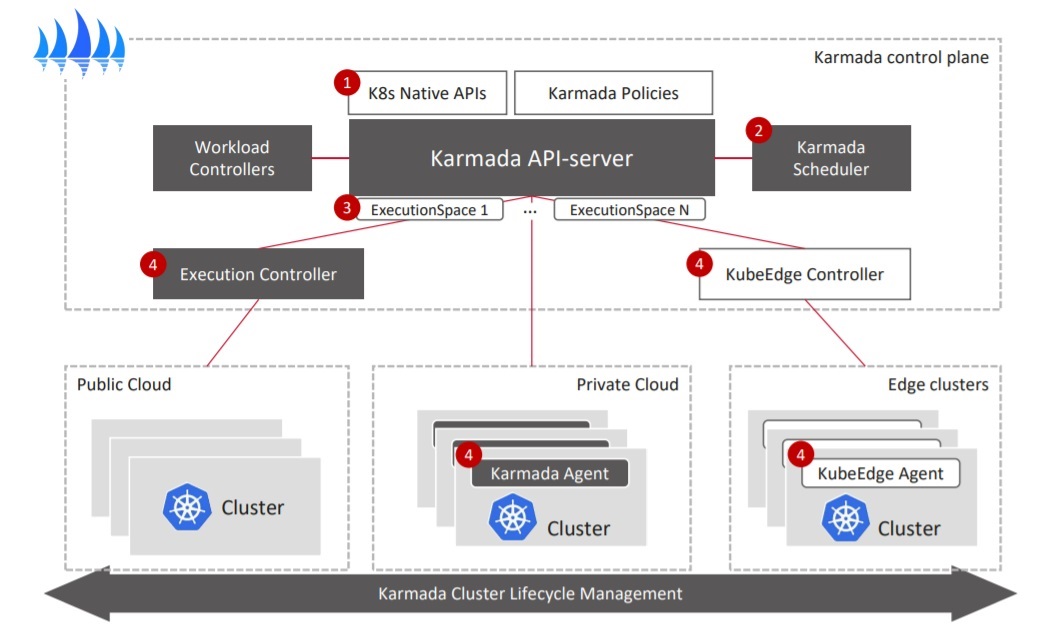 Karmada control plane
1
K8s Native APIs
Karmada Policies
Workload
Controllers
Karmada API-server
2
Karmada
Scheduler
3
ExecutionSpace 1
...
ExecutionSpace N
4
Execution Controller
4
KubeEdge Controller
Public Cloud
Cluster
Private Cloud
4
Karmada Agent
Cluster
Edge clusters
4
KubeEdge Agent
Cluster
Karmada Cluster Lifecycle Management